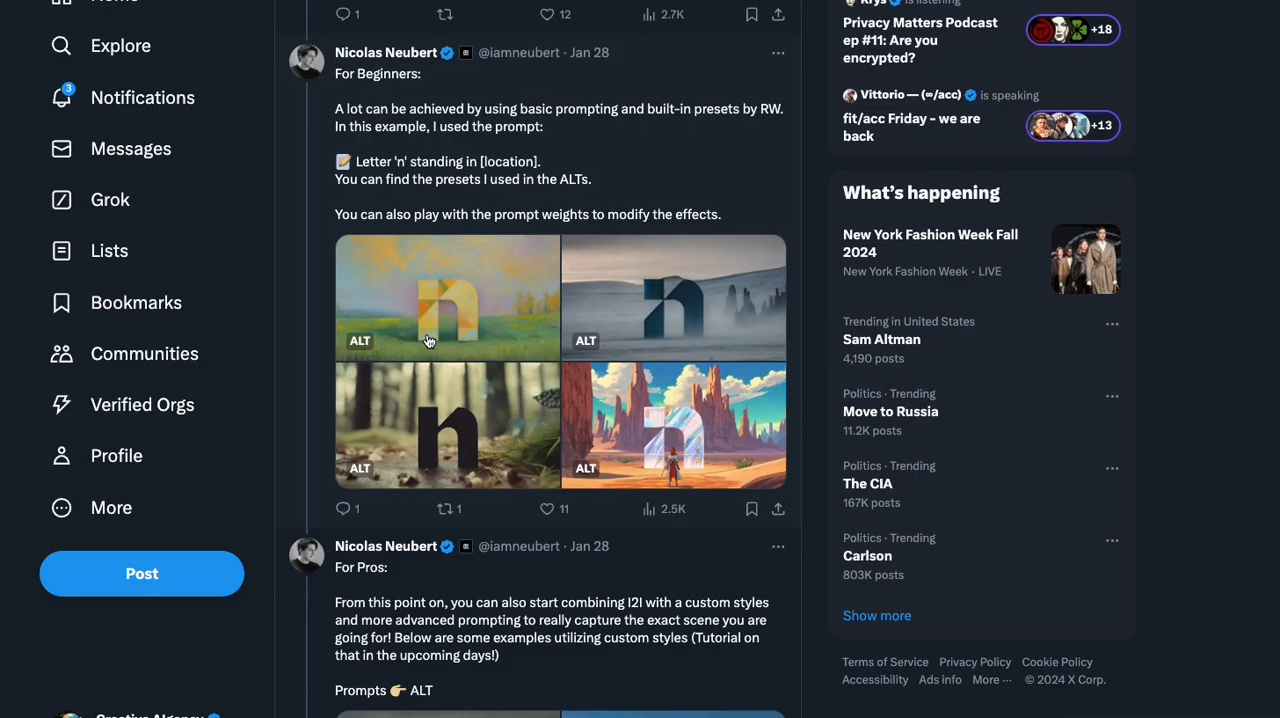 Explore
3
Notifications
Messages
Grok
Lists
Bookmarks
Communities
Verified Orgs
Profile
More
Post
1
12
2.7K
Nicolas Neubert @iamneubert · Jan 28
For Beginners:
A lot can be achieved by using basic prompting and built-in presets by RW.
In this example, I used the prompt:
📝 Letter 'n' standing in [location].
You can find the presets I used in the ALTs.
You can also play with the prompt weights to modify the effects.
n
ALT
n
ALT
n
ALT
n
ALT
1
1
11
2.5K
Nicolas Neubert @iamneubert · Jan 28
For Pros:
From this point on, you can also start combining I2I with a custom styles
and more advanced prompting to really capture the exact scene you are
going for! Below are some examples utilizing custom styles (Tutorial on
that in the upcoming days!)
Prompts 👉 ALT
Krys is listening
Privacy Matters Podcast
ep #11: Are you
encrypted?
+18
Vittorio — (∞/acc) is speaking
fit/acc Friday - we are
back
+13
What's happening
New York Fashion Week Fall
2024
New York Fashion Week · LIVE
Trending in United States
Sam Altman
4,190 posts
Politics · Trending
Move to Russia
11.2K posts
Politics · Trending
The CIA
167K posts
Politics · Trending
Carlson
803K posts
Show more
Terms of Service Privacy Policy Cookie Policy
Accessibility Ads info More ··· © 2024 X Corp.